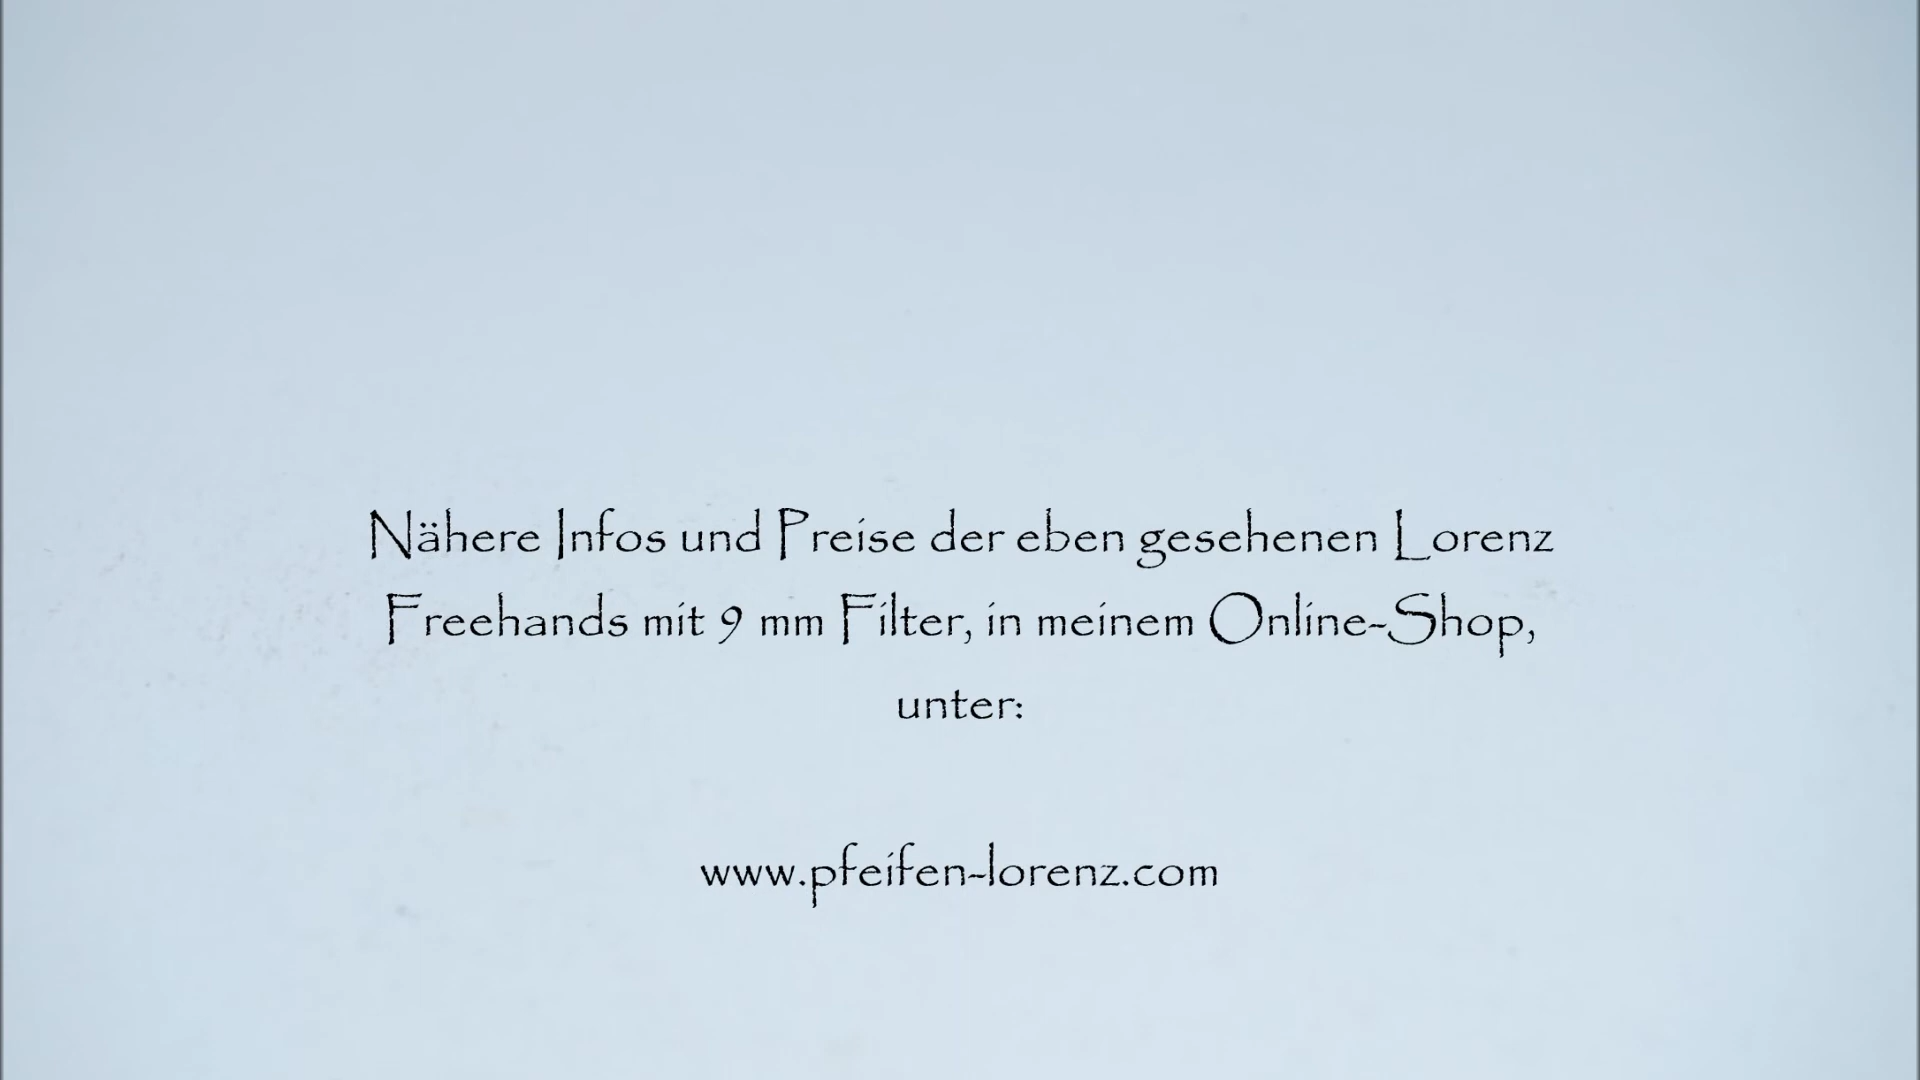 Nähere Infos und Preise der eben gesehenen Lorenz
Freehands mit 9 mm Filter, in meinem Online-Shop,
unter:
www.pfeifen-lorenz.com